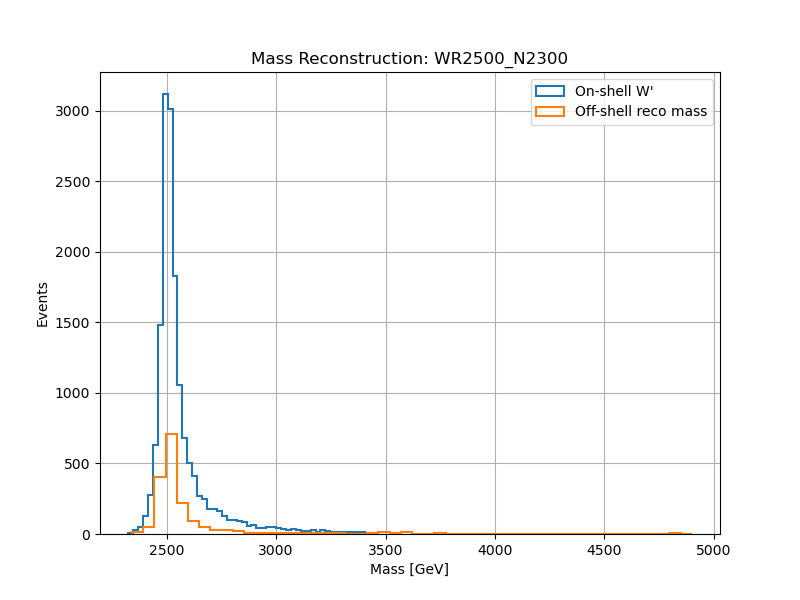 Mass Reconstruction: WR2500_N2300
On-shell W'
Off-shell reco mass
3000
2500
2000
1500
1000
500
0
Events
2500 3000 3500 4000 4500 5000
Mass [GeV]